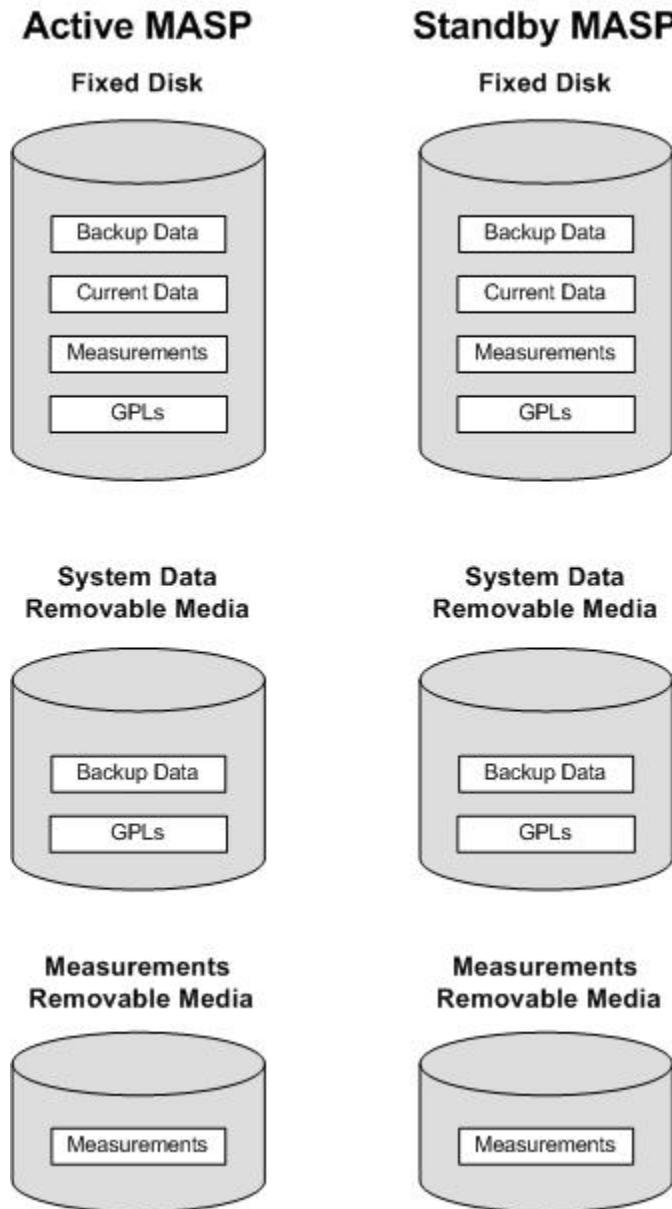 Active MASP
Standby MASP
Fixed Disk
Fixed Disk
Backup Data
Backup Data
Current Data
Current Data
Measurements
Measurements
GPLs
GPLs
System Data
Removable Media
System Data
Removable Media
Backup Data
Backup Data
GPLs
GPLs
Measurements
Removable Media
Measurements
Removable Media
Measurements
Measurements